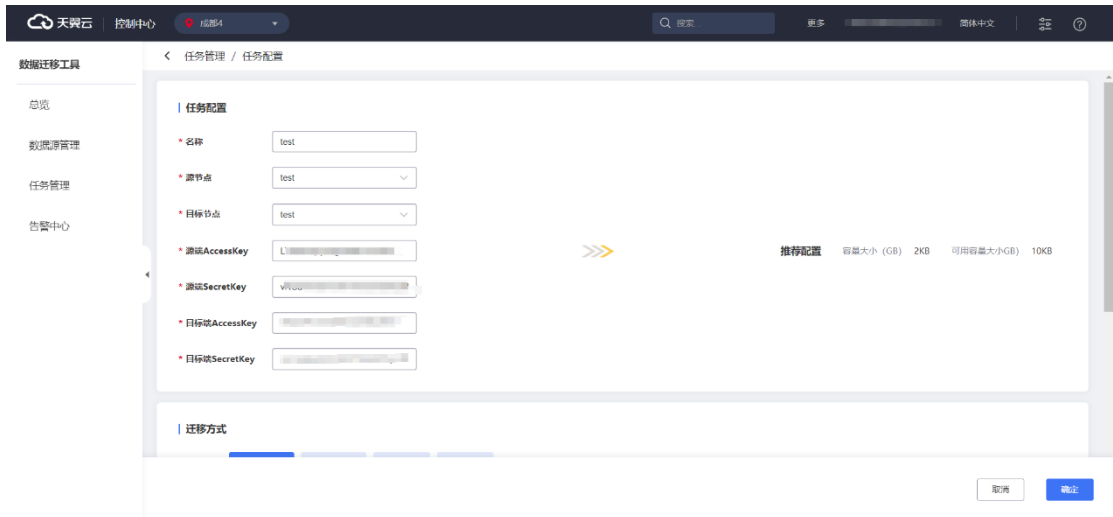 天翼云 控制中心 成都4 搜索... 更多 简体中文
数据迁移工具
总览
数据源管理
任务管理
告警中心
任务管理 / 任务配置
任务配置
* 名称 test
* 源节点 test
* 目标节点 test
* 源端AccessKey
* 源端SecretKey
* 目标端AccessKey
* 目标端SecretKey
推荐配置 容量大小（GB） 2KB 可用容量大小GB） 10KB
迁移方式
取消 确定